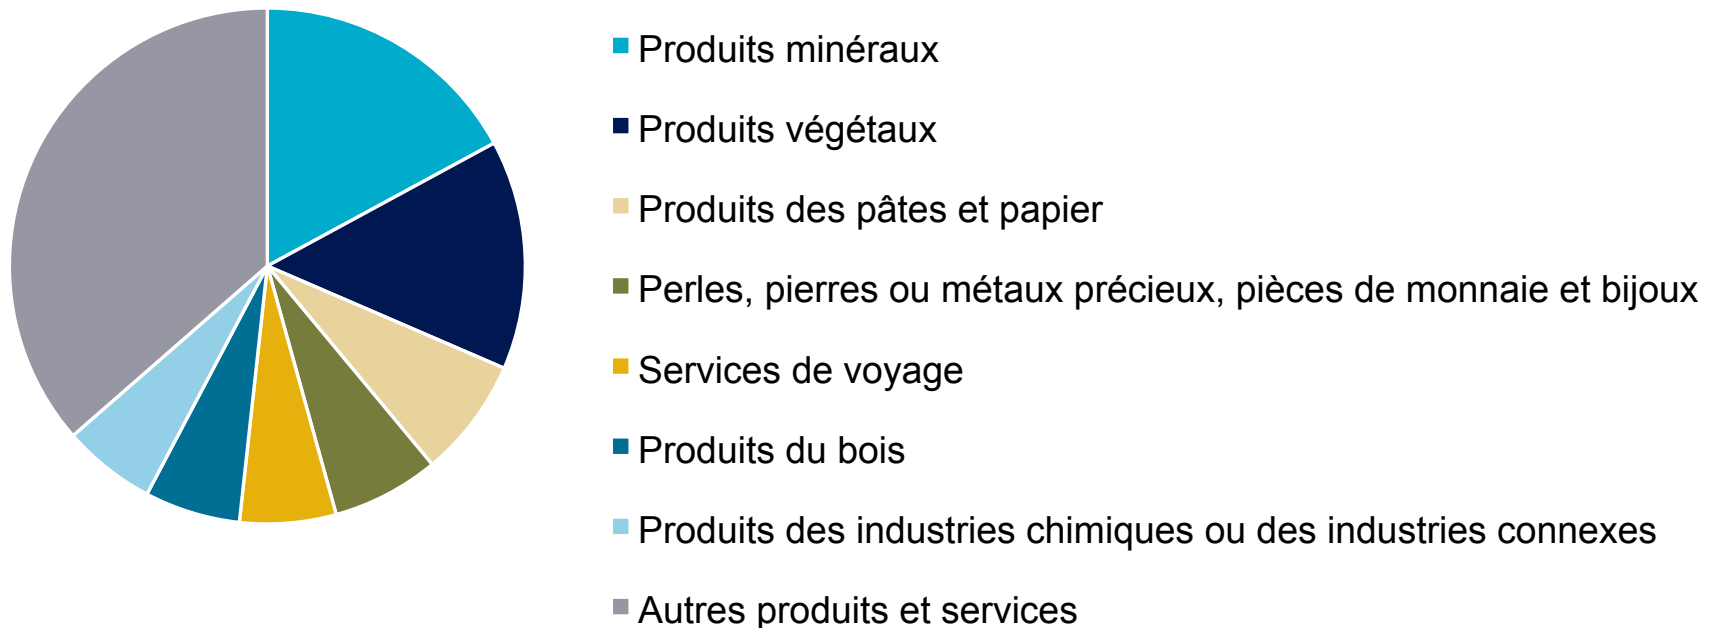 Produits minéraux
Produits végétaux
Produits des pâtes et papier
Perles, pierres ou métaux précieux, pièces de monnaie et bijoux
Services de voyage
Produits du bois
Produits des industries chimiques ou des industries connexes
Autres produits et services